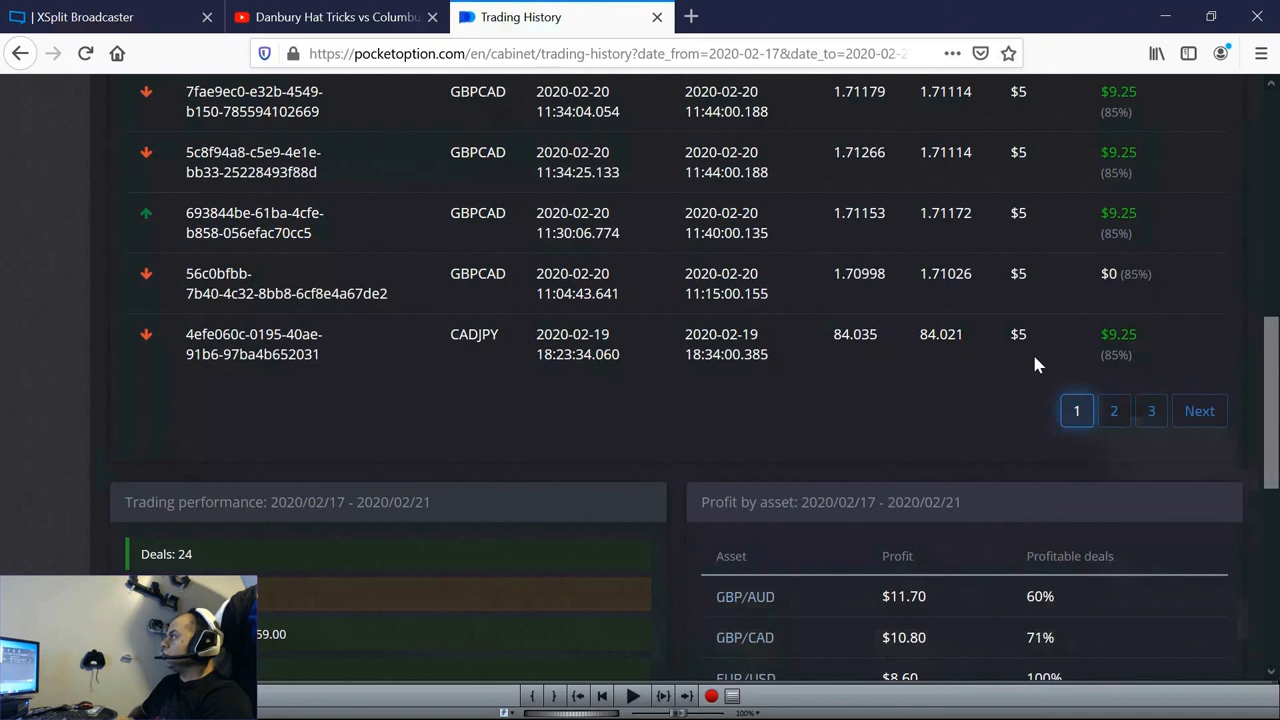 | XSplit Broadcaster
Danbury Hat Tricks vs Columbu
Trading History
https://pocketoption.com/en/cabinet/trading-history?date_from=2020-02-17&date_to=2020-02-2
7fae9ec0-e32b-4549- GBPCAD 2020-02-20 2020-02-20 1.71179 1.71114 $5 $9.25
b150-785594102669 11:34:04.054 11:44:00.188 (85%)
5c8f94a8-c5e9-4e1e- GBPCAD 2020-02-20 2020-02-20 1.71266 1.71114 $5 $9.25
bb33-25228493f88d 11:34:25.133 11:44:00.188 (85%)
693844be-61ba-4cfe- GBPCAD 2020-02-20 2020-02-20 1.71153 1.71172 $5 $9.25
b858-056efac70cc5 11:30:06.774 11:40:00.135 (85%)
56c0bfbb- GBPCAD 2020-02-20 2020-02-20 1.70998 1.71026 $5 $0 (85%)
7b40-4c32-8bb8-6cf8e4a67de2 11:04:43.641 11:15:00.155
4efe060c-0195-40ae- CADJPY 2020-02-19 2020-02-19 84.035 84.021 $5 $9.25
91b6-97ba4b652031 18:23:34.060 18:34:00.385 (85%)
1 2 3 Next
Trading performance: 2020/02/17 - 2020/02/21
Deals: 24
59.00
Profit by asset: 2020/02/17 - 2020/02/21
Asset Profit Profitable deals
GBP/AUD $11.70 60%
GBP/CAD $10.80 71%
EUR/USD $8.60 100%
100%